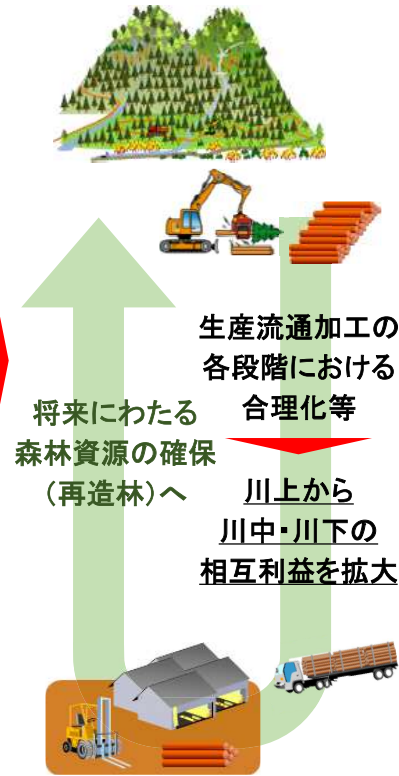 生産流通加工の
各段階における
合理化等
川上から
川中・川下の
相互利益を拡大
将来にわたる
森林資源の確保
（再造林）へ